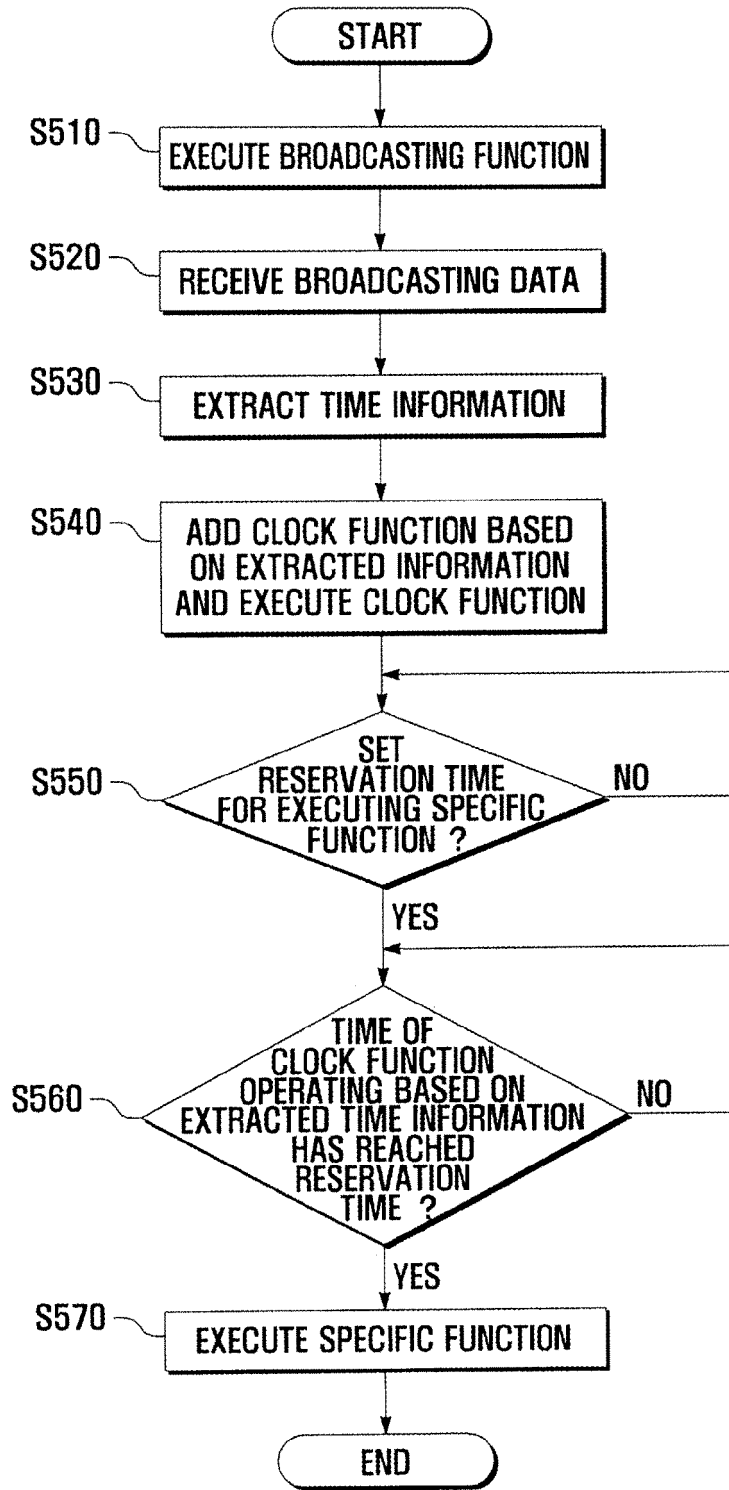 START
S510
EXECUTE BROADCASTING FUNCTION
S520
RECEIVE BROADCASTING DATA
S530
EXTRACT TIME INFORMATION
S540
ADD CLOCK FUNCTION BASED
ON EXTRACTED INFORMATION
AND EXECUTE CLOCK FUNCTION
S550
SET
RESERVATION TIME
FOR EXECUTING SPECIFIC
FUNCTION ?
NO
YES
S560
TIME OF
CLOCK FUNCTION
OPERATING BASED ON
EXTRACTED TIME INFORMATION
HAS REACHED
RESERVATION
TIME ?
NO
YES
S570
EXECUTE SPECIFIC FUNCTION
END